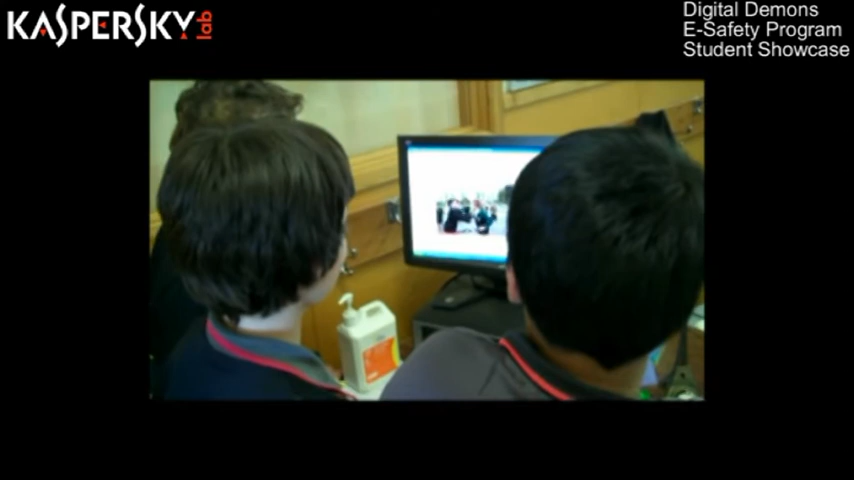 KASPERSKY lab
Digital Demons
E-Safety Program
Student Showcase